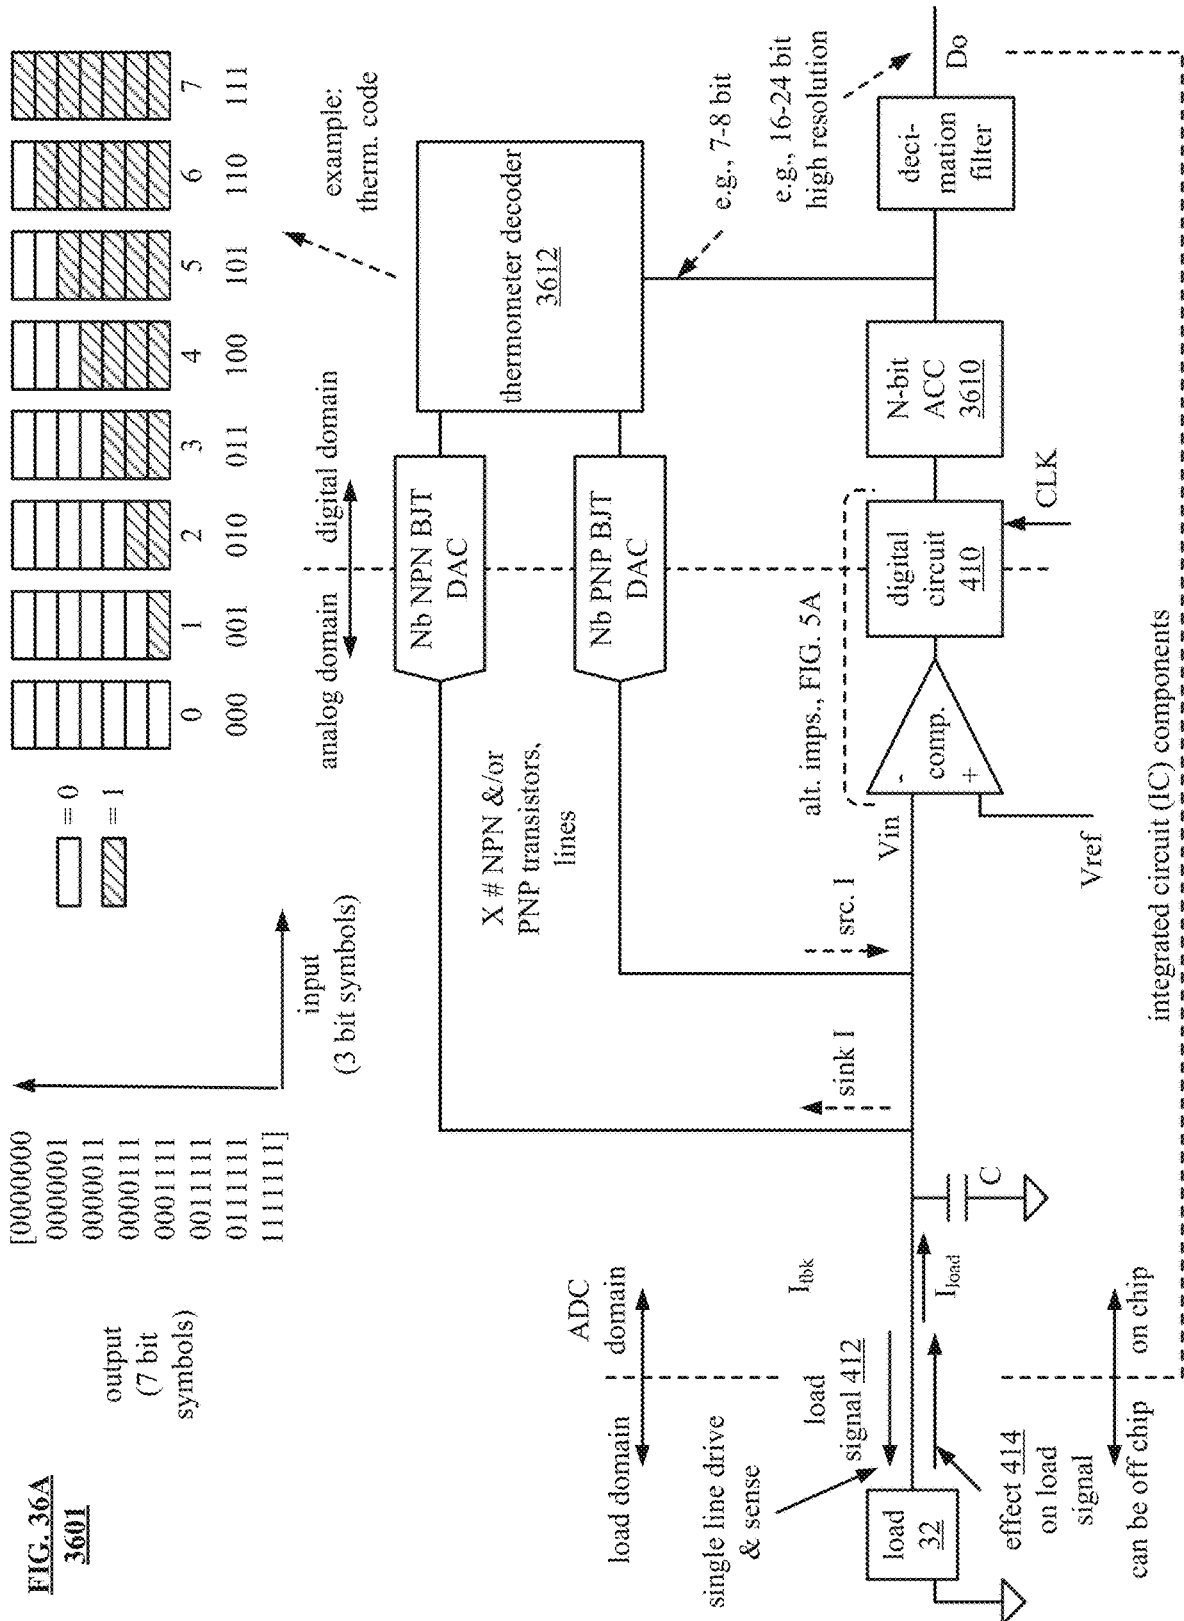 FIG. 36A
3601
output
(7 bit
symbols)
[0000000
0000001
0000011
0000111
0001111
0011111
0111111
1111111]
input
(3 bit symbols)
= 0
= 1
0 1 2 3 4 5 6 7
000 001 010 011 100 101 110 111
example:
therm. code
analog domain
digital domain
thermometer decoder
3612
Nb NPN BJT
DAC
Nb PNP BJT
DAC
X # NPN &/or
PNP transistors,
lines
e.g., 7-8 bit
e.g., 16-24 bit
high resolution
load domain
ADC
domain
single line drive
& sense
load
signal 412
Ifbk
sink I
src. I
alt. imps., FIG. 5A
load
32
Iload
C
Vin
-
+
comp.
Vref
digital
circuit
410
CLK
N-bit
ACC
3610
deci-
mation
filter
Do
effect 414
on load
signal
can be off chip
on chip
integrated circuit (IC) components